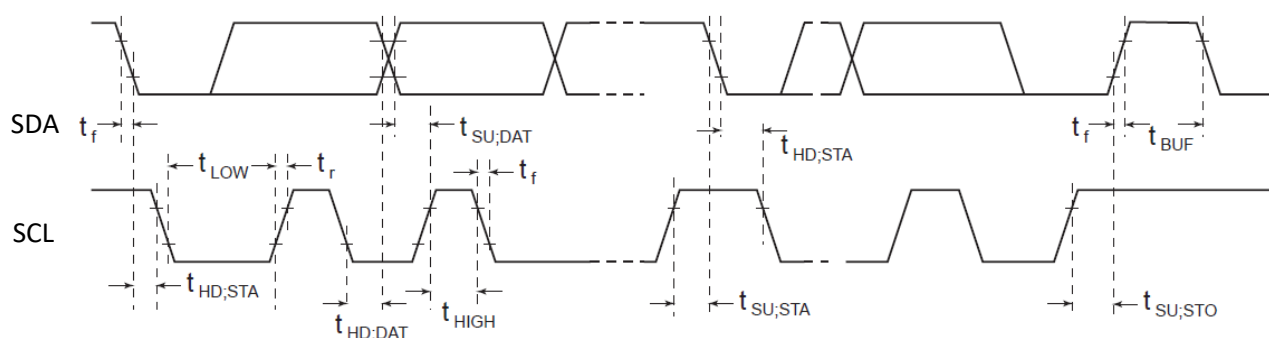 SDA
t_f
t_SU;DAT
t_HD;STA
t_f
t_BUF
t_LOW
t_r
t_f
SCL
t_HD;STA
t_HD;DAT
t_HIGH
t_SU;STA
t_SU;STO